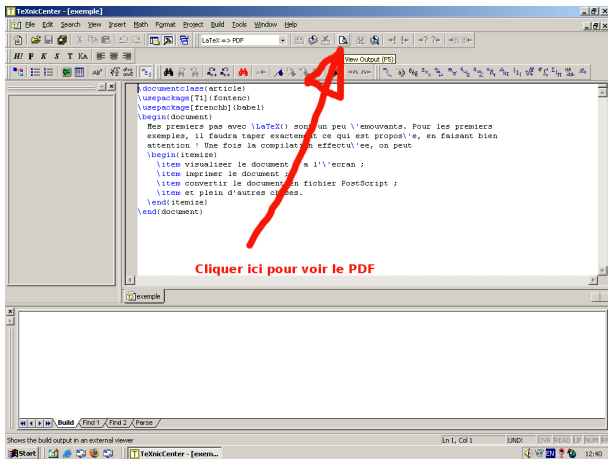 TeXnicCenter - [exemple]
File Edit Search View Insert Math Format Project Build Tools Window Help
LaTeX => PDF
View Output (F5)
\documentclass{article}
\usepackage[T1]{fontenc}
\usepackage[frenchb]{babel}
\begin{document}
Mes premiers pas avec \LaTeX{} sont un peu \'emouvants. Pour les premiers
exemples, il faudra taper exactement ce qui est propos\'e, en faisant bien
attention ! Une fois la compilation effectu\'ee, on peut
\begin{itemize}
\item visualiser le document \`a l'\'ecran ;
\item imprimer le document ;
\item convertir le document en fichier PostScript ;
\item et plein d'autres choses.
\end{itemize}
\end{document}
Cliquer ici pour voir le PDF
exemple
Build Find 1 Find 2 Parse
Shows the build output in an external viewer Ln 1, Col 1 UNIX OVR READ UF NUM
Start TeXnicCenter - [exem... EN 12:40